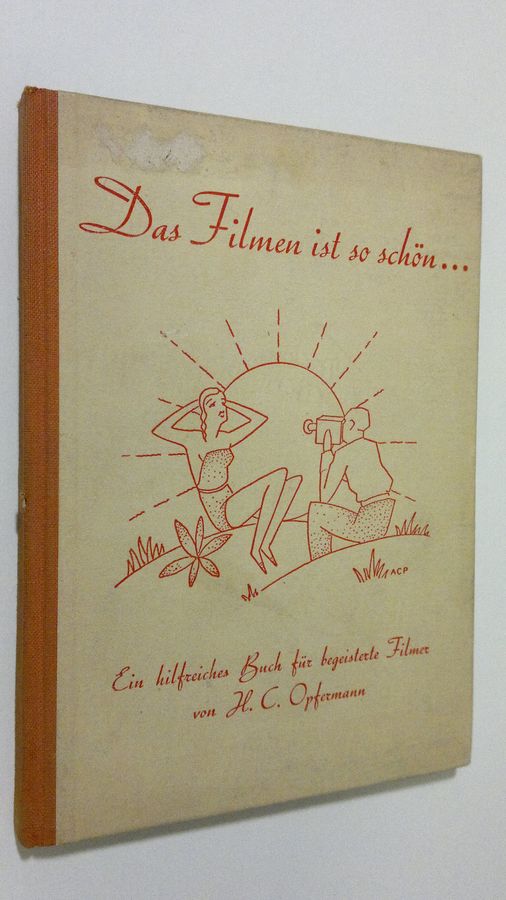 Das Filmen ist so schön...
ACP
Ein hilfreiches Buch für begeisterte Filmer
von H. C. Opfermann